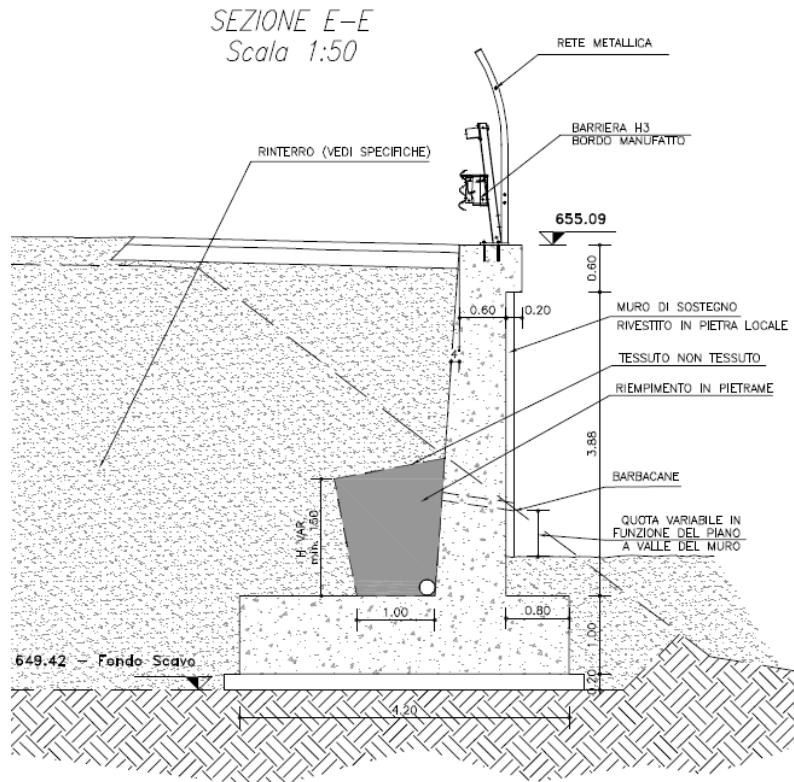 SEZIONE E-E
Scala 1:50
RETE METALLICA
BARRIERA H3
BORDO MANUFATTO
RINTERRO (VEDI SPECIFICHE)
655.09
0.60
0.60
0.20
MURO DI SOSTEGNO
RIVESTITO IN PIETRA LOCALE
4
TESSUTO NON TESSUTO
RIEMPIMENTO IN PIETRAME
3.88
BARBACANE
H VAR.
min. 1.50
QUOTA VARIABILE IN
FUNZIONE DEL PIANO
A VALLE DEL MURO
1.00
0.80
1.00
649.42 - Fondo Scavo
0.20
4.20